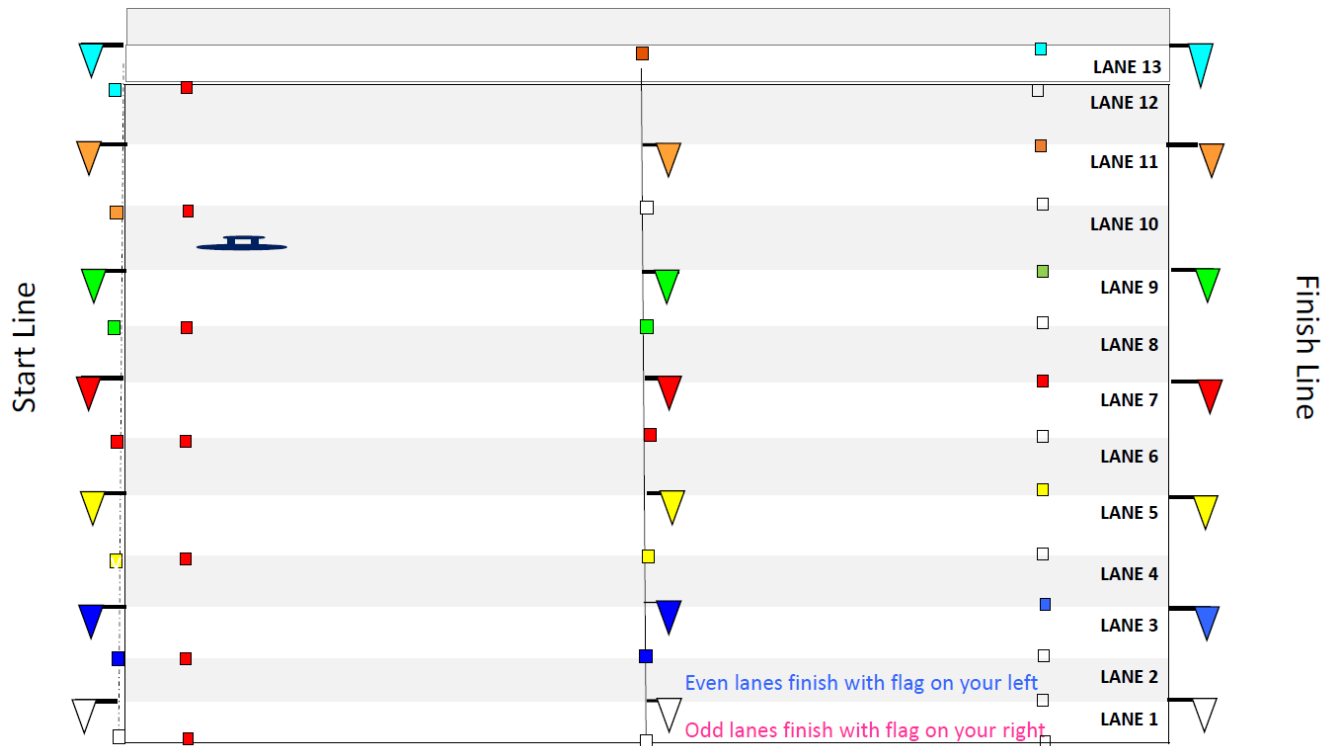 Start Line
Finish Line
LANE 13
LANE 12
LANE 11
LANE 10
LANE 9
LANE 8
LANE 7
LANE 6
LANE 5
LANE 4
LANE 3
LANE 2
Even lanes finish with flag on your left
LANE 1
Odd lanes finish with flag on your right